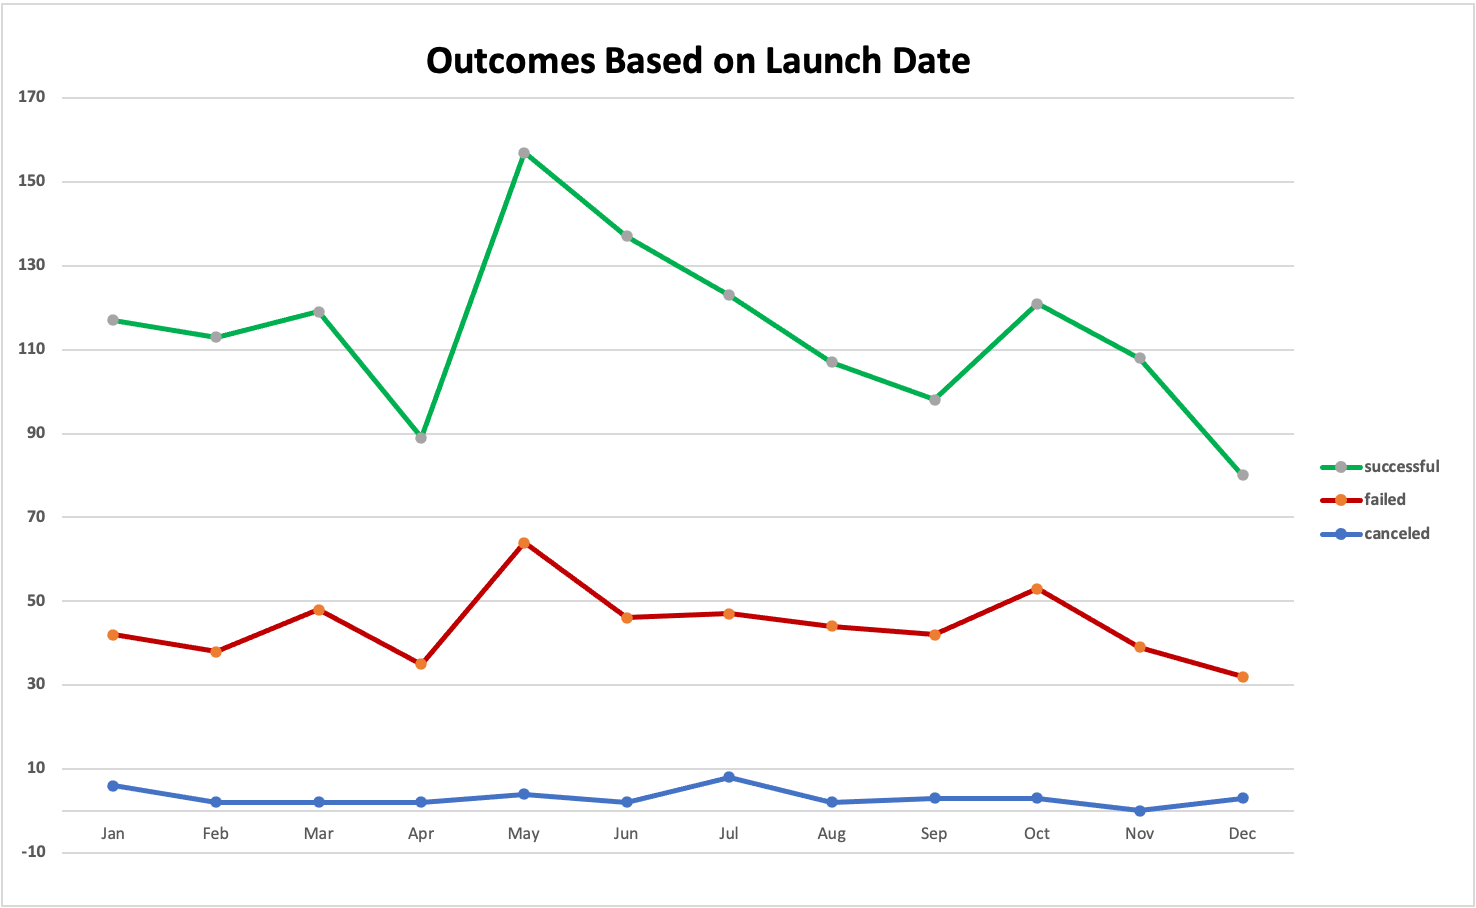 Outcomes Based on Launch Date
170
150
130
110
90
70
50
30
10
-10
Jan Feb Mar Apr May Jun Jul Aug Sep Oct Nov Dec
successful
failed
canceled